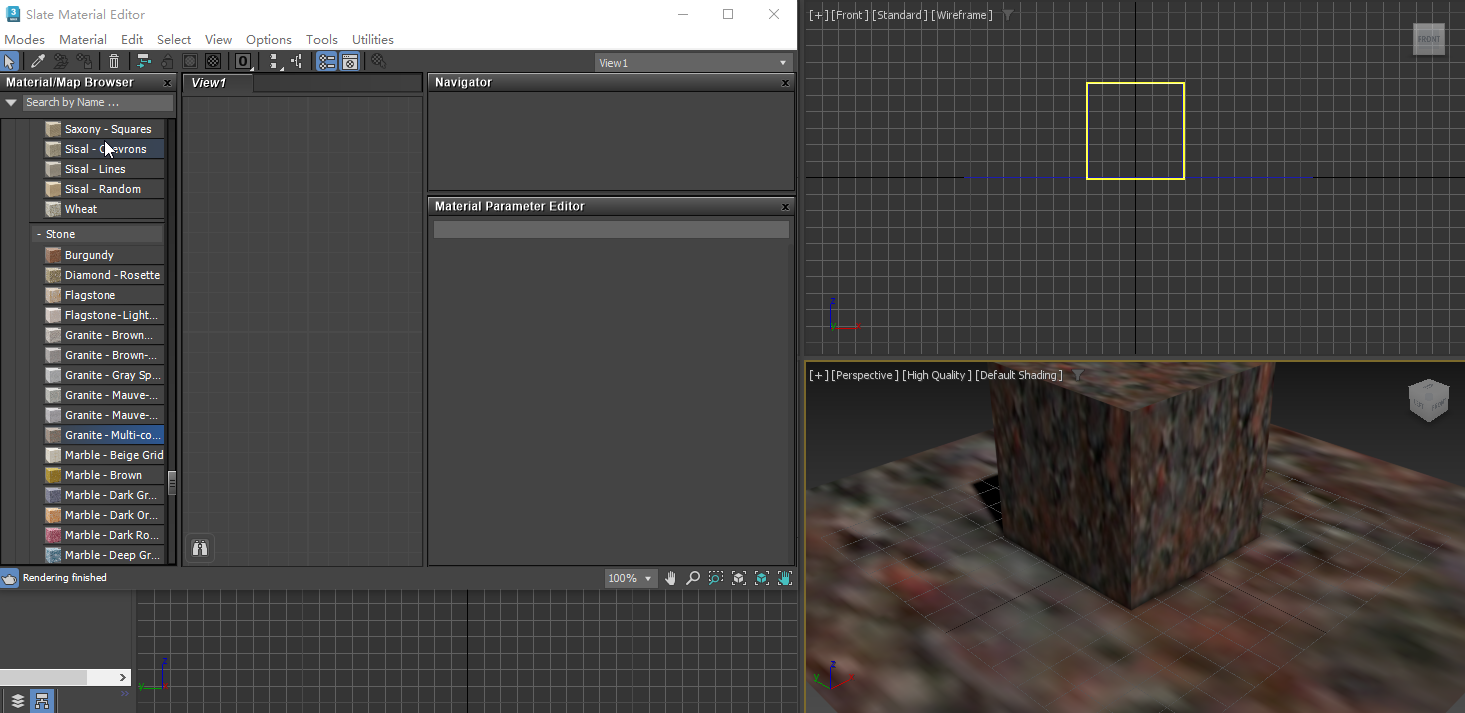 Slate Material Editor
Modes Material Edit Select View Options Tools Utilities
View1
Material/Map Browser
Search by Name ...
Saxony - Squares
Sisal - Chevrons
Sisal - Lines
Sisal - Random
Wheat
- Stone
Burgundy
Diamond - Rosette
Flagstone
Flagstone - Light...
Granite - Brown...
Granite - Brown-...
Granite - Gray Sp...
Granite - Mauve-...
Granite - Mauve-...
Granite - Multi-co...
Marble - Beige Grid
Marble - Brown
Marble - Dark Gr...
Marble - Dark Or...
Marble - Dark Ro...
Marble - Deep Gr...
Rendering finished
View1
Navigator
Material Parameter Editor
100%
[+] [Front] [Standard] [Wireframe]
FRONT
z
[+] [Perspective] [High Quality] [Default Shading]
z
y
z
y